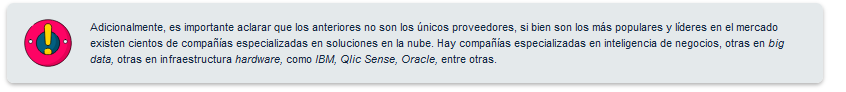 Adicionalmente, es importante aclarar que los anteriores no son los únicos proveedores, si bien son los más populares y líderes en el mercado
existen cientos de compañías especializadas en soluciones en la nube. Hay compañías especializadas en inteligencia de negocios, otras en big
data, otras en infraestructura hardware, como IBM, Qlic Sense, Oracle, entre otras.